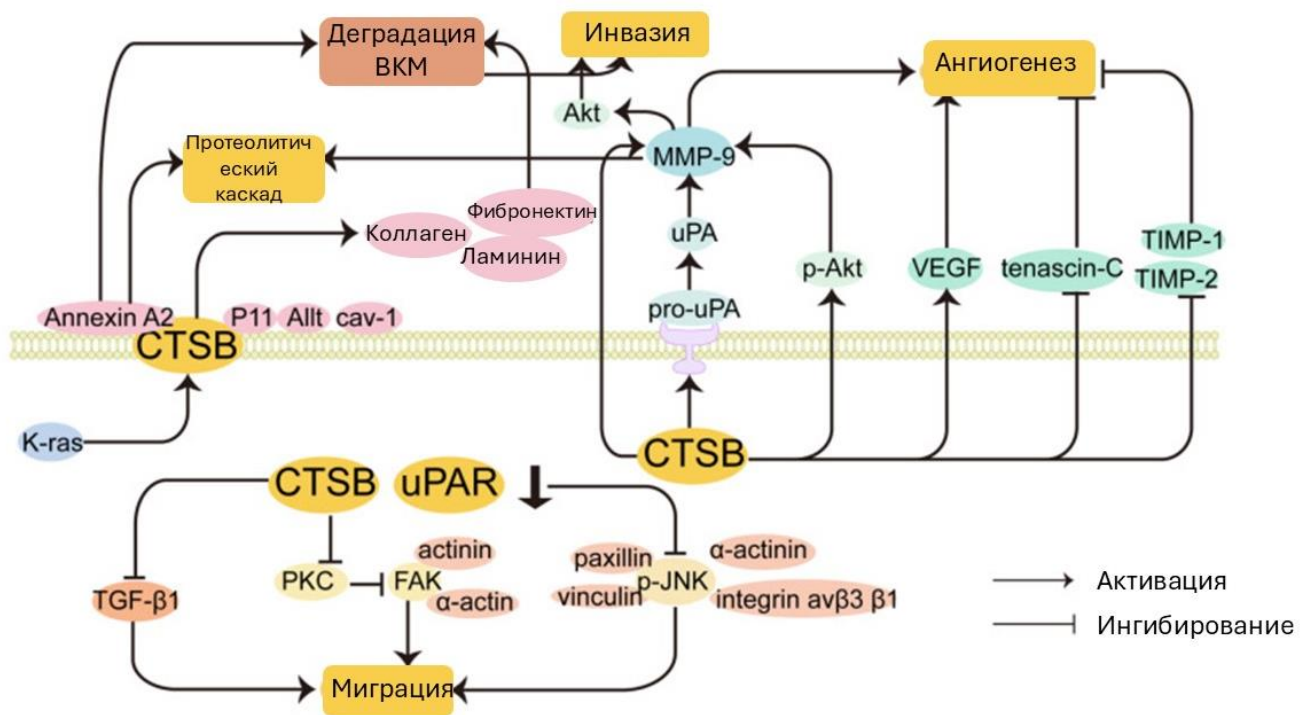 Деградация
ВКМ
Инвазия
Ангиогенез
Akt
Протеолитич
еский
каскад
MMP-9
Фибронектин
Коллаген
Ламинин
uPA
p-Akt
VEGF
tenascin-C
TIMP-1
TIMP-2
pro-uPA
Annexin A2
P11
Allt
cav-1
CTSB
K-ras
CTSB
CTSB
uPAR
actinin
PKC
FAK
α-actin
paxillin
α-actinin
p-JNK
vinculin
integrin avβ3 β1
TGF-β1
Миграция
Активация
Ингибирование